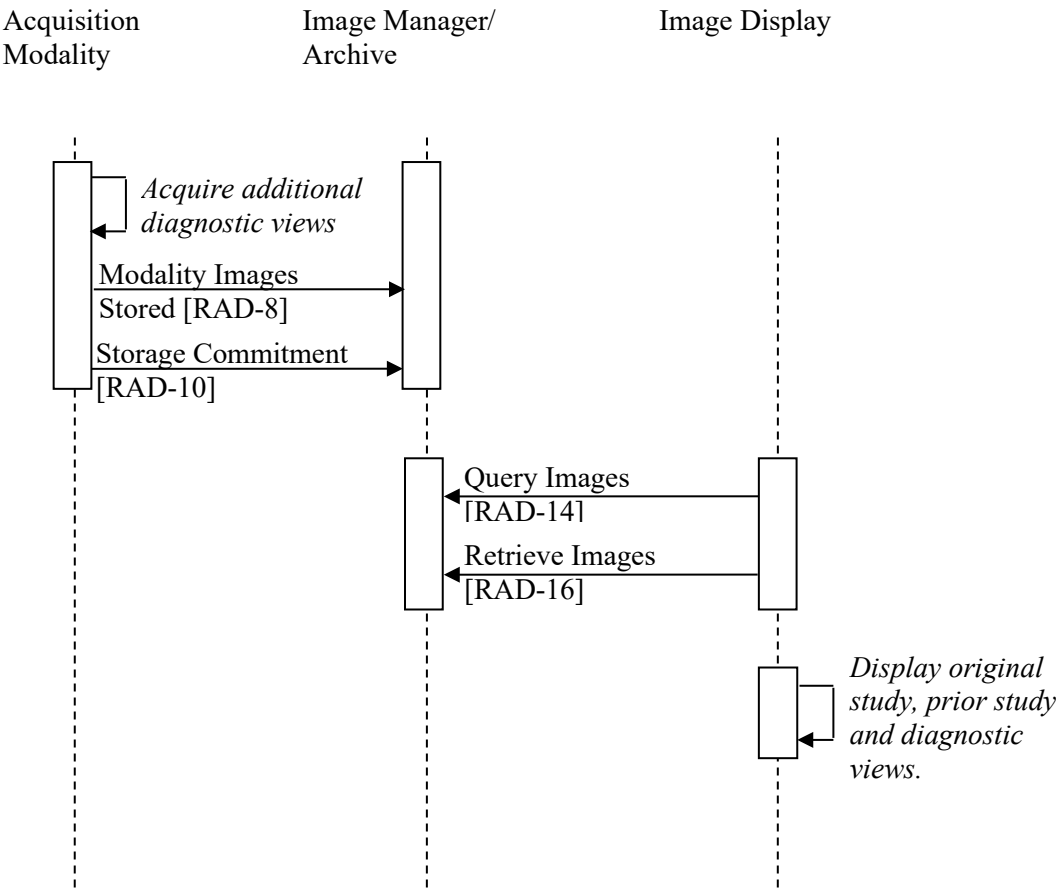 Acquisition
Modality
Image Manager/
Archive
Image Display
Acquire additional
diagnostic views
Modality Images
Stored [RAD-8]
Storage Commitment
[RAD-10]
Query Images
[RAD-14]
Retrieve Images
[RAD-16]
Display original
study, prior study
and diagnostic
views.